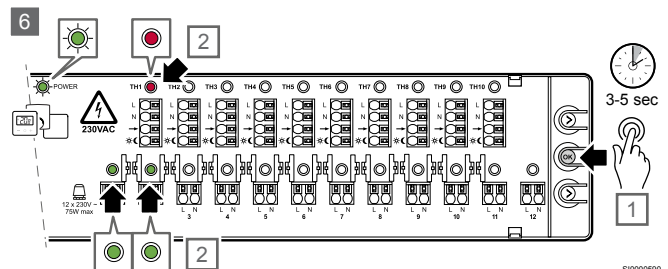 6
2
POWER
TH1 TH2 TH3 TH4 TH5 TH6 TH7 TH8 TH9 TH10
3-5 sec
230VAC
L
N
OK
12 x 230V ~
75W max
L N L N L N L N L N L N L N L N L N L N
3 4 5 6 7 8 9 10 11 12
1
2
SI0000590